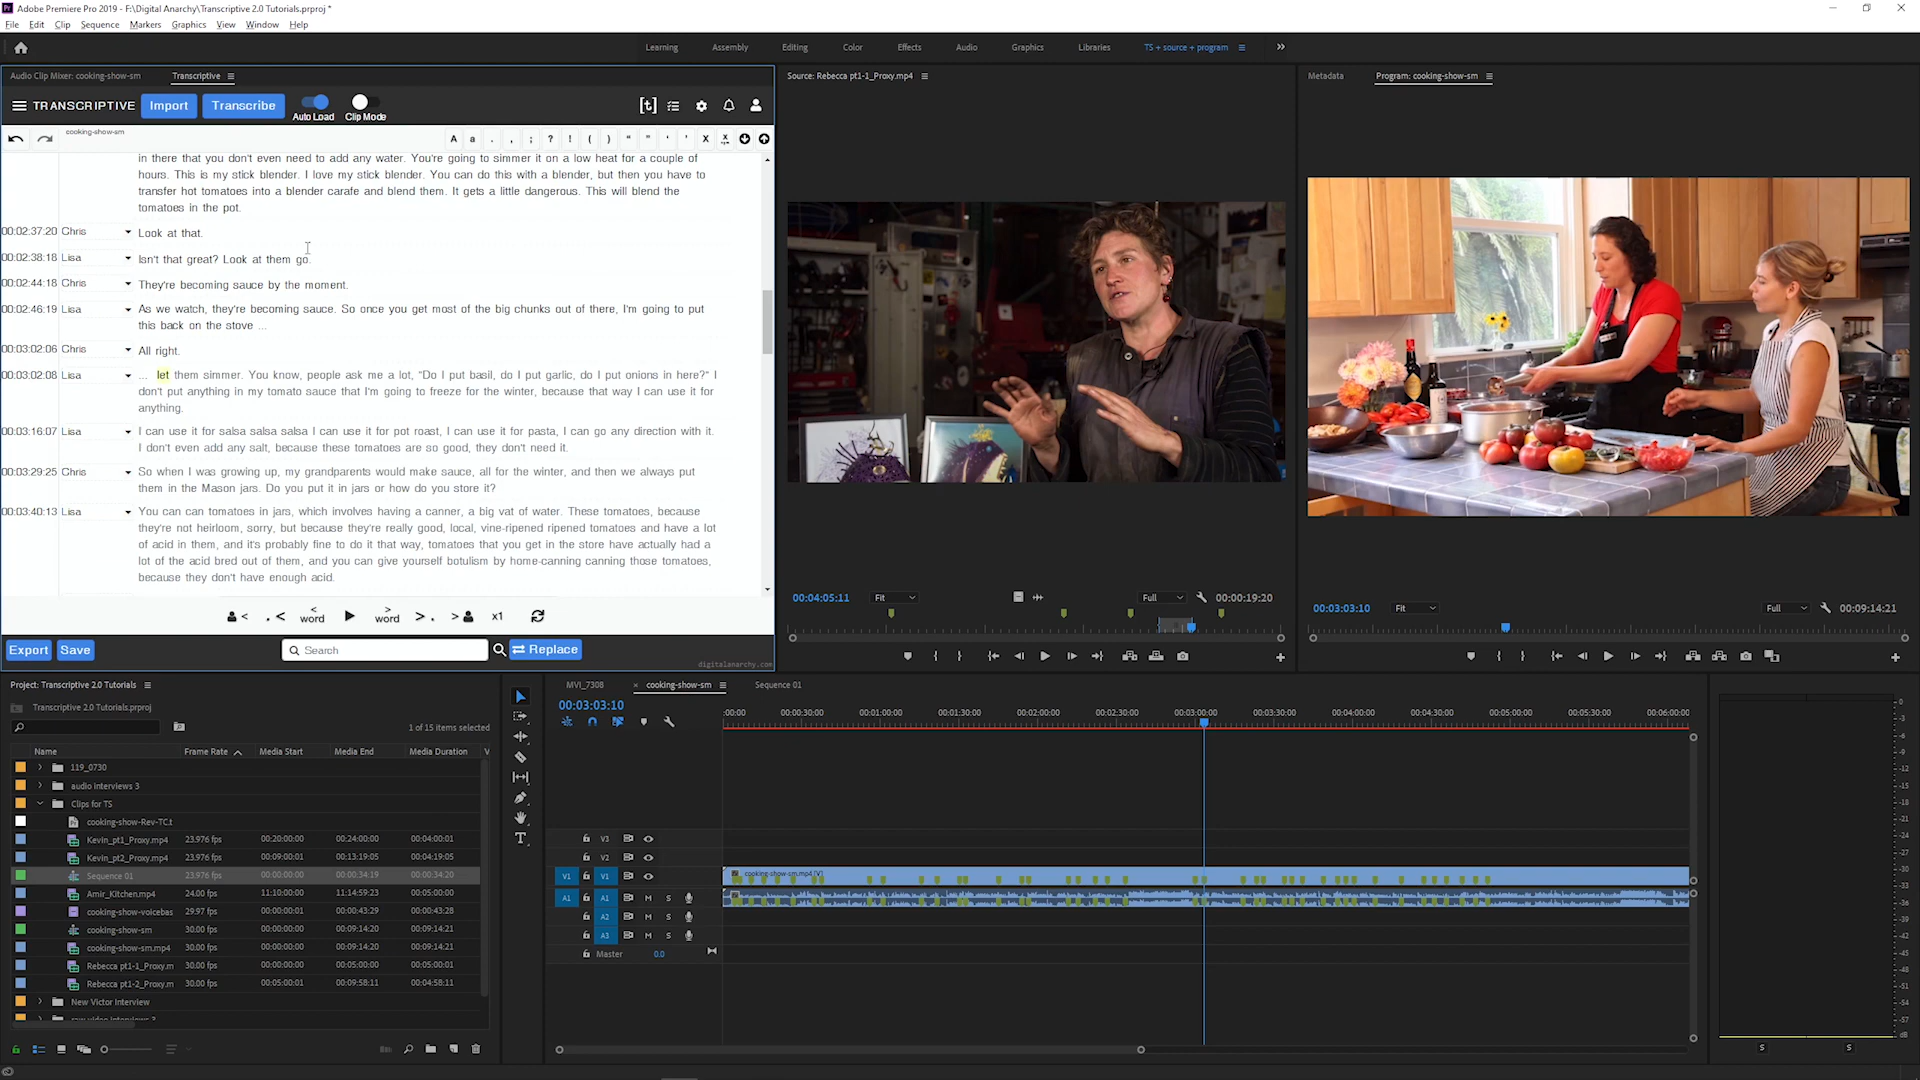 Adobe Premiere Pro 2019 - F:\Digital Anarchy\Transcriptive 2.0 Tutorials.prproj *
File Edit Clip Sequence Markers Graphics View Window Help
Learning Assembly Editing Color Effects Audio Graphics Libraries TS + source + program
Audio Clip Mixer: cooking-show-sm Transcriptive
Source: Rebecca pt1-1_Proxy.mp4
Metadata Program: cooking-show-sm
TRANSCRIPTIVE Import Transcribe Auto Load Clip Mode
cooking-show-sm
A a . , ; ? ! ( ) “ ” ‘ ’ X
in there that you don't even need to add any water. You're going to simmer it on a low heat for a couple of
hours. This is my stick blender. I love my stick blender. You can do this with a blender, but then you have to
transfer hot tomatoes into a blender carafe and blend them. It gets a little dangerous. This will blend the
tomatoes in the pot.
00:02:37:20 Chris Look at that.
00:02:38:18 Lisa Isn't that great? Look at them go.
00:02:44:18 Chris They're becoming sauce by the moment.
00:02:46:19 Lisa As we watch, they're becoming sauce. So once you get most of the big chunks out of there, I'm going to put
this back on the stove ...
00:03:02:06 Chris All right.
00:03:02:08 Lisa ... let them simmer. You know, people ask me a lot, "Do I put basil, do I put garlic, do I put onions in here?" I
don't put anything in my tomato sauce that I'm going to freeze for the winter, because that way I can use it for
anything.
00:03:16:07 Lisa I can use it for salsa salsa salsa I can use it for pot roast, I can use it for pasta, I can go any direction with it.
I don't even add any salt, because these tomatoes are so good, they don't need it.
00:03:29:25 Chris So when I was growing up, my grandparents would make sauce, all for the winter, and then we always put
them in the Mason jars. Do you put it in jars or how do you store it?
00:03:40:13 Lisa You can can tomatoes in jars, which involves having a canner, a big vat of water. These tomatoes, because
they're not heirloom, sorry, but because they're really good, local, vine-ripened ripened tomatoes and have a lot
of acid in them, and it's probably fine to do it that way, tomatoes that you get in the store have actually had a
lot of the acid bred out of them, and you can give yourself botulism by home-canning canning those tomatoes,
because they don't have enough acid.
< . < < word > word > . > x1
Export Save Search Replace
digitalanarchy.com
00:04:05:11 Fit Full 00:00:19:20
00:03:03:10 Fit Full 00:09:14:21
Project: Transcriptive 2.0 Tutorials
Transcriptive 2.0 Tutorials.prproj
1 of 15 items selected
Name Frame Rate Media Start Media End Media Duration V
119_0730
audio interviews 3
Clips for TS
cooking-show-Rev-TC.t
Kevin_pt1_Proxy.mp4 23.976 fps 00:20:00:00 00:24:00:00 00:04:00:01
Kevin_pt2_Proxy.mp4 23.976 fps 00:09:00:01 00:13:19:05 00:04:19:05
Sequence 01 23.976 fps 00:00:00:00 00:00:34:19 00:00:34:20
Amir_Kitchen.mp4 24.00 fps 11:10:00:00 11:14:59:23 00:05:00:00
cooking-show-voicebas 29.97 fps 00:00:00:01 00:00:43:29 00:00:43:28
cooking-show-sm 30.00 fps 00:00:00:00 00:09:14:20 00:09:14:21
cooking-show-sm.mp4 30.00 fps 00:00:00:00 00:09:14:20 00:09:14:21
Rebecca pt1-1_Proxy.m 30.00 fps 00:00:00:00 00:05:00:00 00:05:00:01
Rebecca pt1-2_Proxy.m 30.00 fps 00:05:00:01 00:09:58:11 00:04:58:11
New Victor Interview
MVI_7308 cooking-show-sm Sequence 01
00:03:03:10
:00:00 00:00:30:00 00:01:00:00 00:01:30:00 00:02:00:00 00:02:30:00 00:03:00:00 00:03:30:00 00:04:00:00 00:04:30:00 00:05:00:00 00:05:30:00 00:06:00:00
V3
V2
V1 V1 cooking-show-sm.mp4 [V]
A1 A1 M S
A2 M S
A3 M S
Master 0.0
0
-3
-6
-9
-12
-15
-18
-21
-24
-27
-30
-33
-36
-39
-42
-45
-48
-51
-54
-57
dB
S S